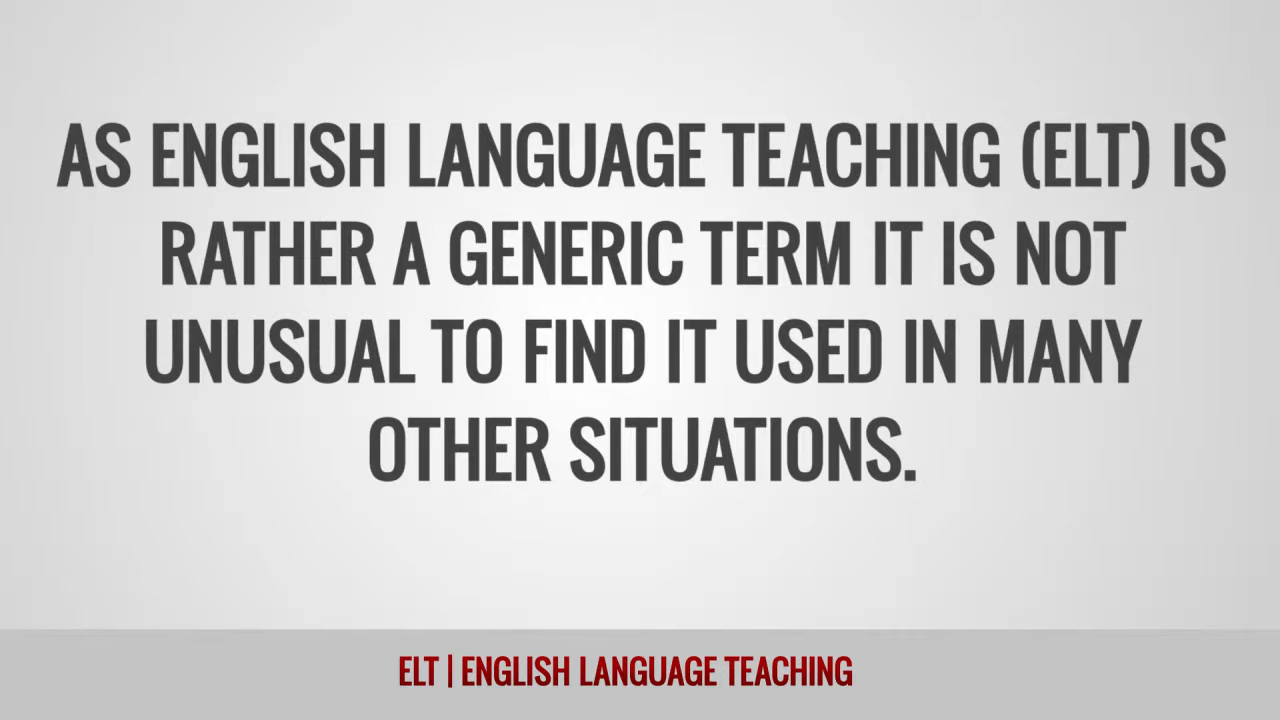 AS ENGLISH LANGUAGE TEACHING (ELT) IS
RATHER A GENERIC TERM IT IS NOT
UNUSUAL TO FIND IT USED IN MANY
OTHER SITUATIONS.
ELT | ENGLISH LANGUAGE TEACHING